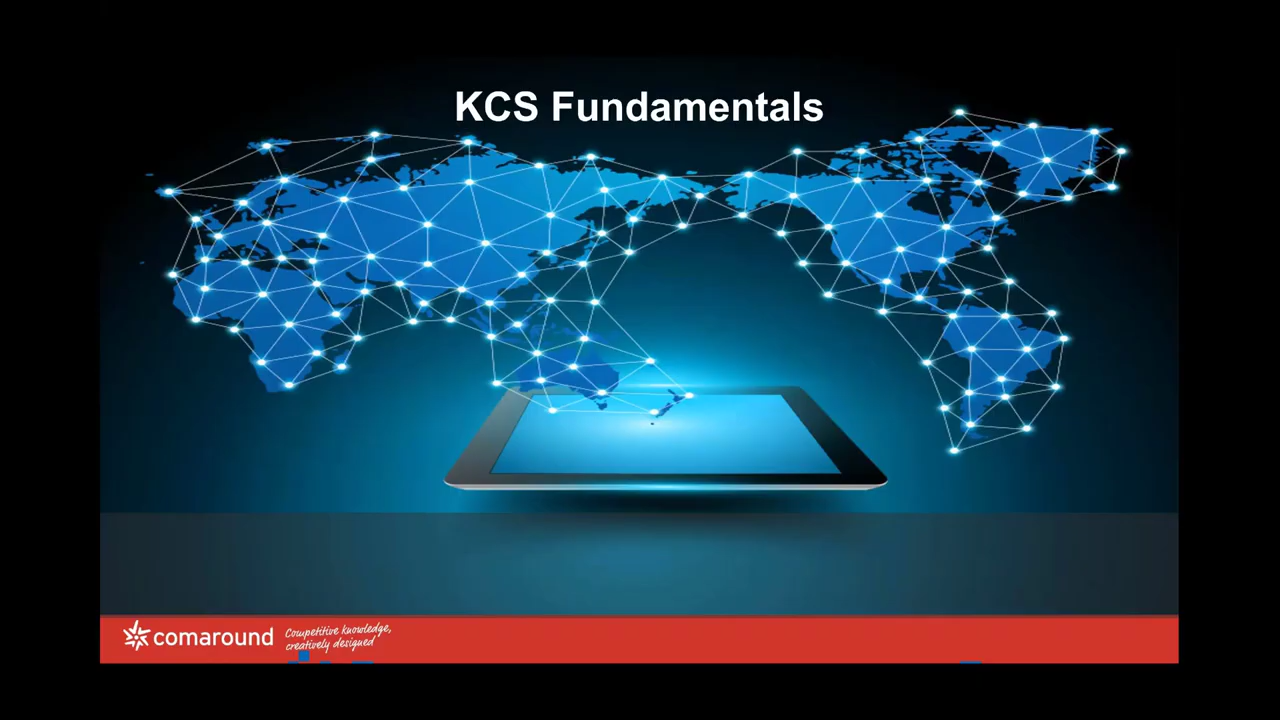 KCS Fundamentals
comaround
Competitive knowledge,
creatively designed